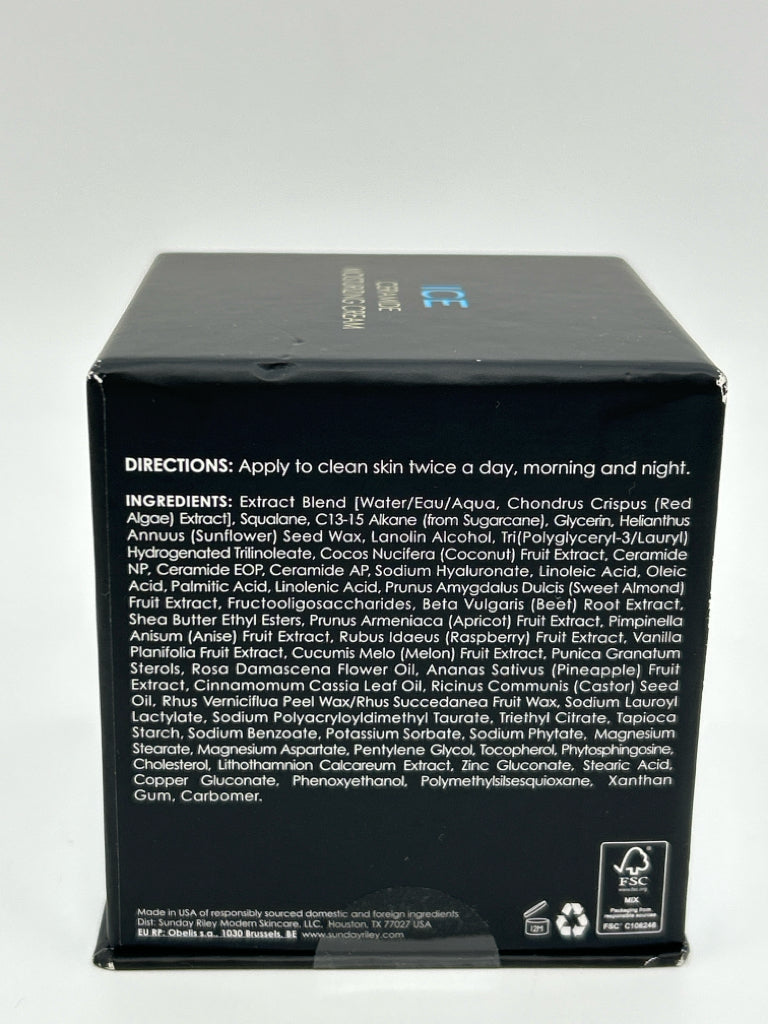 ICE
CERAMIDE
MOISTURIZING CREAM
DIRECTIONS: Apply to clean skin twice a day, morning and night.
INGREDIENTS: Extract Blend [Water/Eau/Aqua, Chondrus Crispus (Red
Algae) Extract], Squalane, C13-15 Alkane (from Sugarcane), Glycerin, Helianthus
Annuus (Sunflower) Seed Wax, Lanolin Alcohol, Tri(Polyglyceryl-3/Lauryl)
Hydrogenated Trilinoleate, Cocos Nucifera (Coconut) Fruit Extract, Ceramide
NP, Ceramide EOP, Ceramide AP, Sodium Hyaluronate, Linoleic Acid, Oleic
Acid, Palmitic Acid, Linolenic Acid, Prunus Amygdalus Dulcis (Sweet Almond)
Fruit Extract, Fructooligosaccharides, Beta Vulgaris (Beet) Root Extract,
Shea Butter Ethyl Esters, Prunus Armeniaca (Apricot) Fruit Extract, Pimpinella
Anisum (Anise) Fruit Extract, Rubus Idaeus (Raspberry) Fruit Extract, Vanilla
Planifolia Fruit Extract, Cucumis Melo (Melon) Fruit Extract, Punica Granatum
Sterols, Rosa Damascena Flower Oil, Ananas Sativus (Pineapple) Fruit
Extract, Cinnamomum Cassia Leaf Oil, Ricinus Communis (Castor) Seed
Oil, Rhus Verniciflua Peel Wax/Rhus Succedanea Fruit Wax, Sodium Lauroyl
Lactylate, Sodium Polyacryloyldimethyl Taurate, Triethyl Citrate, Tapioca
Starch, Sodium Benzoate, Potassium Sorbate, Sodium Phytate, Magnesium
Stearate, Magnesium Aspartate, Pentylene Glycol, Tocopherol, Phytosphingosine,
Cholesterol, Lithothamnion Calcareum Extract, Zinc Gluconate, Stearic Acid,
Copper Gluconate, Phenoxyethanol, Polymethylsilsesquioxane, Xanthan
Gum, Carbomer.
Made in USA of responsibly sourced domestic and foreign ingredients
Dist: Sunday Riley Modern Skincare, LLC. Houston, TX 77027 USA
EU RP: Obelis s.a., 1030 Brussels, BE www.sundayriley.com
12M
FSC
www.fsc.org
MIX
Packaging from
responsible sources
FSC® C108246